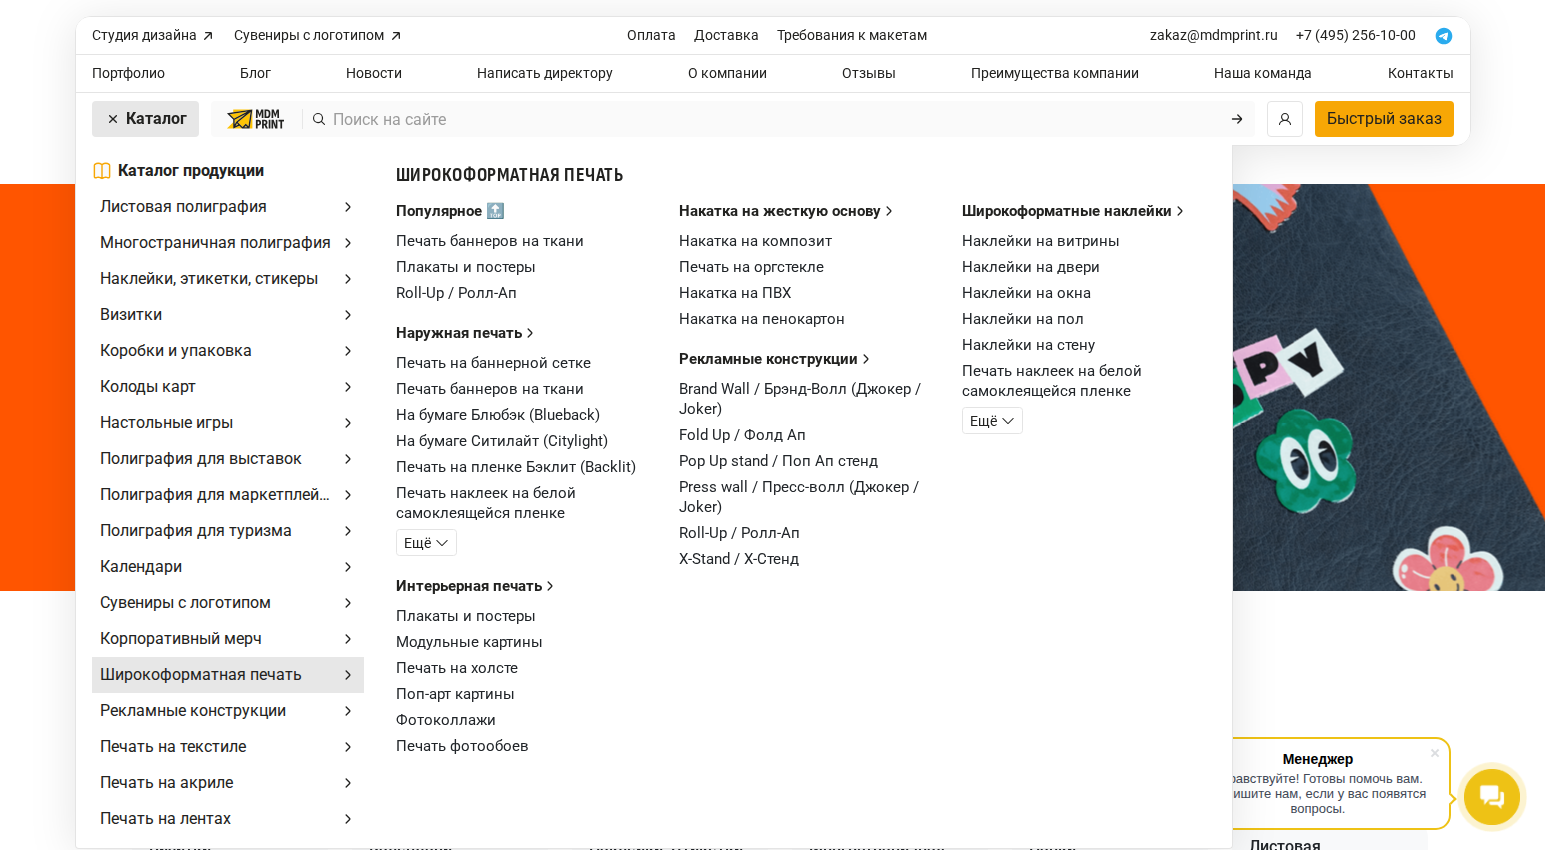 Студия дизайна
Сувениры с логотипом
Оплата
Доставка
Требования к макетам
zakaz@mdmprint.ru
+7 (495) 256-10-00
Портфолио
Блог
Новости
Написать директору
О компании
Отзывы
Преимущества компании
Наша команда
Контакты
Каталог
MDM
PRINT
Поиск на сайте
Быстрый заказ
Каталог продукции
Листовая полиграфия
Многостраничная полиграфия
Наклейки, этикетки, стикеры
Визитки
Коробки и упаковка
Колоды карт
Настольные игры
Полиграфия для выставок
Полиграфия для маркетплей...
Полиграфия для туризма
Календари
Сувениры с логотипом
Корпоративный мерч
Широкоформатная печать
Рекламные конструкции
Печать на текстиле
Печать на акриле
Печать на лентах
ШИРОКОФОРМАТНАЯ ПЕЧАТЬ
Популярное 🔝
Печать баннеров на ткани
Плакаты и постеры
Roll-Up / Ролл-Ап
Наружная печать
Печать на баннерной сетке
Печать баннеров на ткани
На бумаге Блюбэк (Blueback)
На бумаге Ситилайт (Citylight)
Печать на пленке Бэклит (Backlit)
Печать наклеек на белой
самоклеящейся пленке
Ещё
Интерьерная печать
Плакаты и постеры
Модульные картины
Печать на холсте
Поп-арт картины
Фотоколлажи
Печать фотообоев
Накатка на жесткую основу
Накатка на композит
Печать на оргстекле
Накатка на ПВХ
Накатка на пенокартон
Рекламные конструкции
Brand Wall / Брэнд-Волл (Джокер /
Joker)
Fold Up / Фолд Ап
Pop Up stand / Поп Ап стенд
Press wall / Пресс-волл (Джокер /
Joker)
Roll-Up / Ролл-Ап
X-Stand / X-Стенд
Широкоформатные наклейки
Наклейки на витрины
Наклейки на двери
Наклейки на окна
Наклейки на пол
Наклейки на стену
Печать наклеек на белой
самоклеящейся пленке
Ещё
PPY
Менеджер
равствуйте! Готовы помочь вам.
ишите нам, если у вас появятся
вопросы.
Листовая